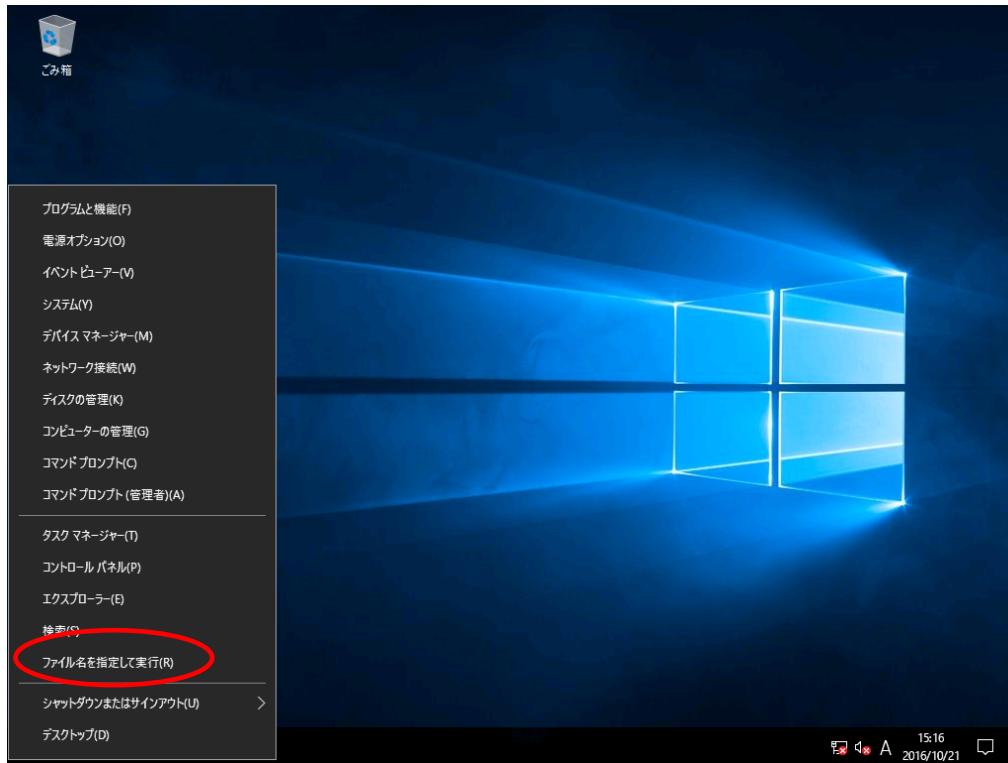 ごみ箱
プログラムと機能(F)
電源オプション(O)
イベント ビューアー(V)
システム(Y)
デバイス マネージャー(M)
ネットワーク接続(W)
ディスクの管理(K)
コンピューターの管理(G)
コマンド プロンプト(C)
コマンド プロンプト (管理者)(A)
タスク マネージャー(T)
コントロール パネル(P)
エクスプローラー(E)
検索(S)
ファイル名を指定して実行(R)
シャットダウンまたはサインアウト(U)
デスクトップ(D)
A
15:16
2016/10/21